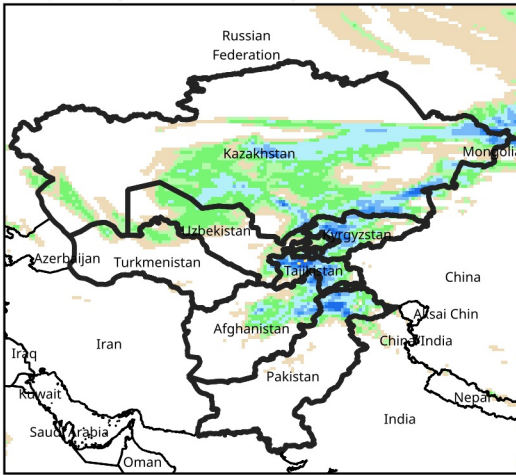 Russian
Federation
Kazakhstan
Mongolia
Uzbekistan
Kyrgyzstan
Azerbaijan
Turkmenistan
Tajikistan
China
Aksai Chin
Afghanistan
China/India
Iran
Iraq
Pakistan
Kuwait
Nepal
India
Saudi Arabia
Oman